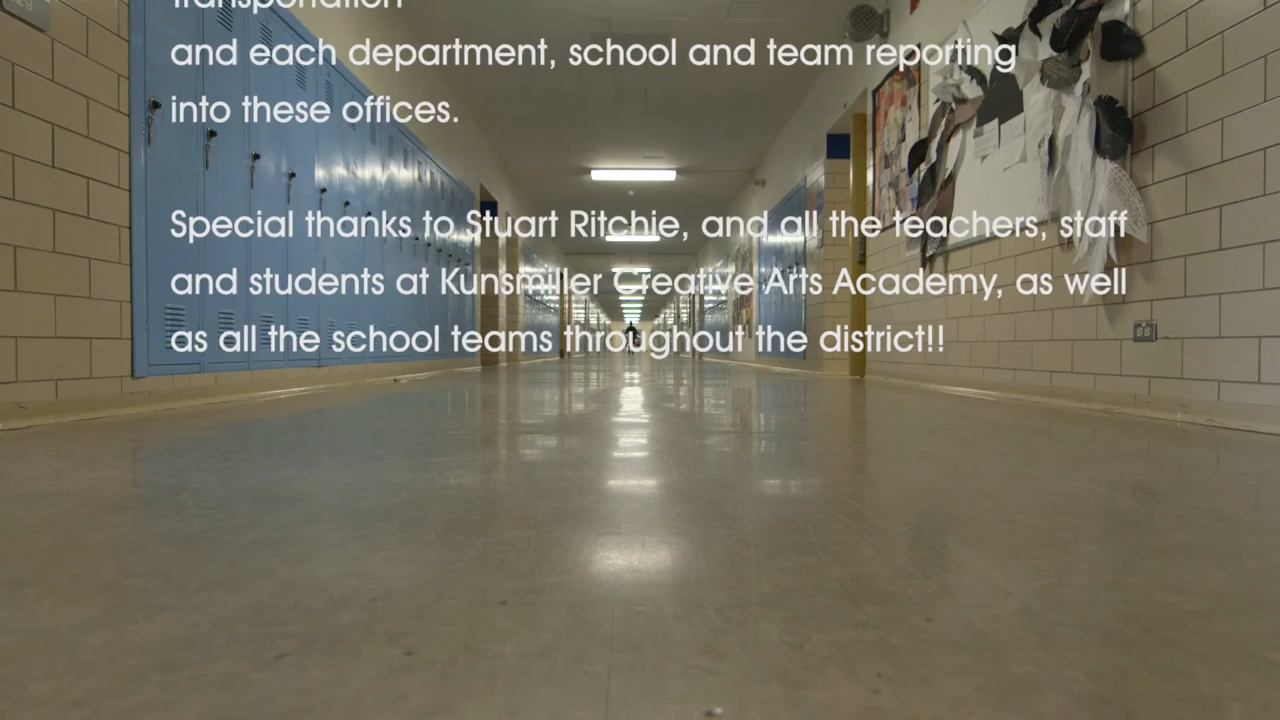 Transportation
and each department, school and team reporting
into these offices.
Special thanks to Stuart Ritchie, and all the teachers, staff
and students at Kunsmiller Creative Arts Academy, as well
as all the school teams throughout the district!!